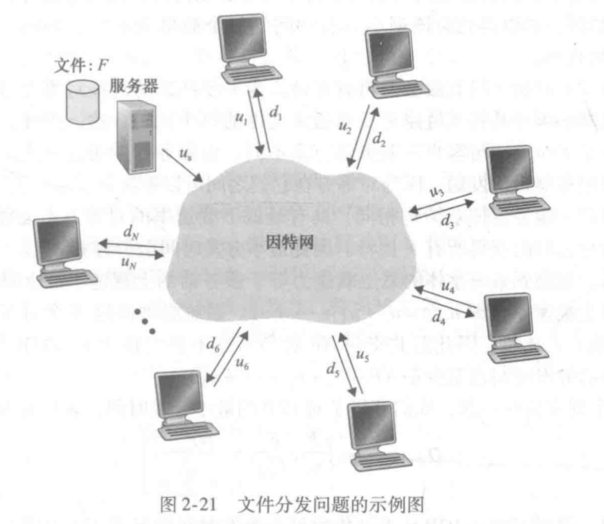 文件: F
服务器
u_s
u_1
d_1
u_2
d_2
u_3
d_3
u_4
d_4
u_5
d_5
u_6
d_6
d_N
u_N
因特网
图 2-21 文件分发问题的示例图